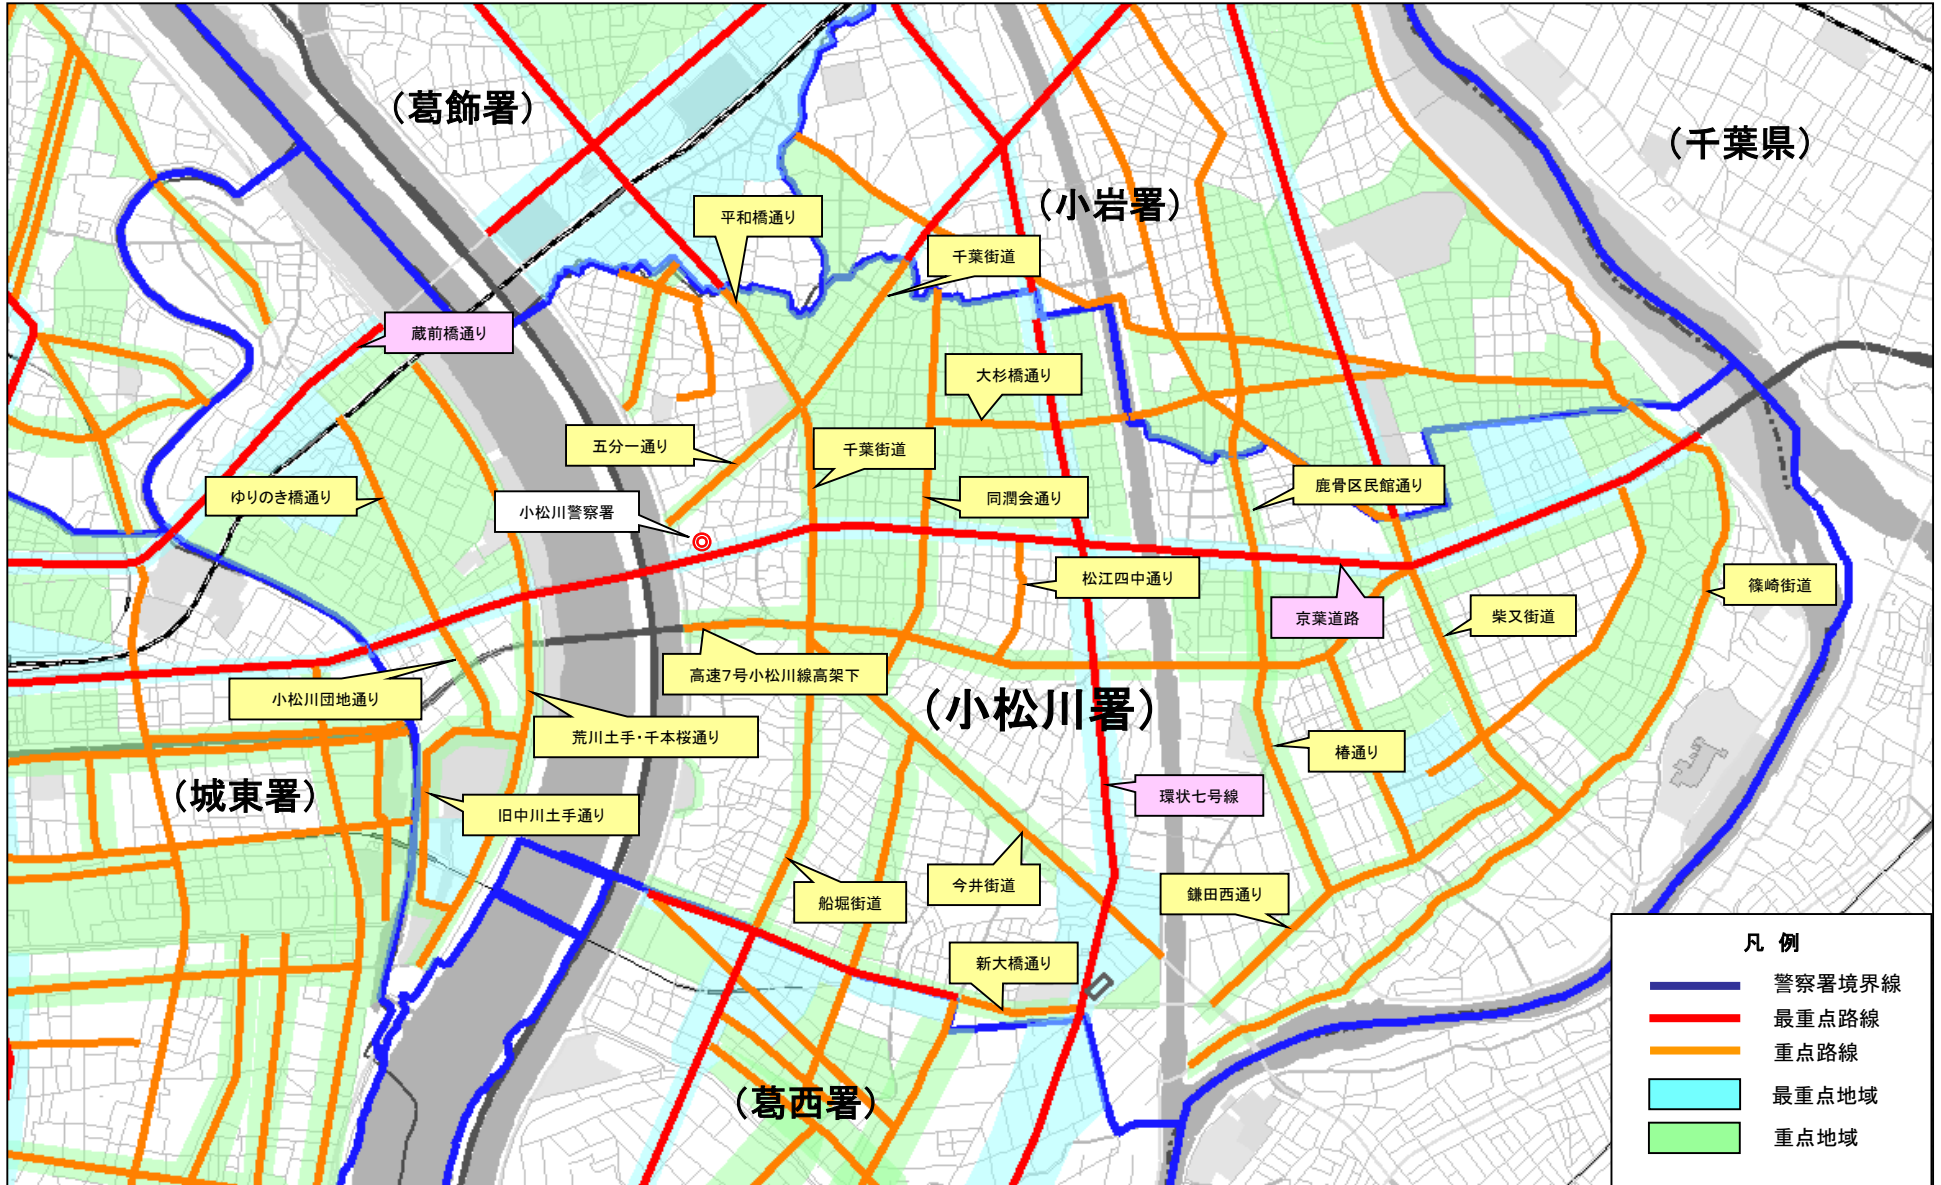 (葛飾署)
(千葉県)
(小岩署)
平和橋通り
千葉街道
蔵前橋通り
大杉橋通り
五分一通り
千葉街道
ゆりのき橋通り
小松川警察署
同潤会通り
鹿骨区民館通り
松江四中通り
京葉道路
柴又街道
篠崎街道
高速7号小松川線高架下
小松川団地通り
(小松川署)
荒川土手・千本桜通り
椿通り
(城東署)
環状七号線
旧中川土手通り
今井街道
船堀街道
鎌田西通り
新大橋通り
(葛西署)
凡 例
警察署境界線
最重点路線
重点路線
最重点地域
重点地域